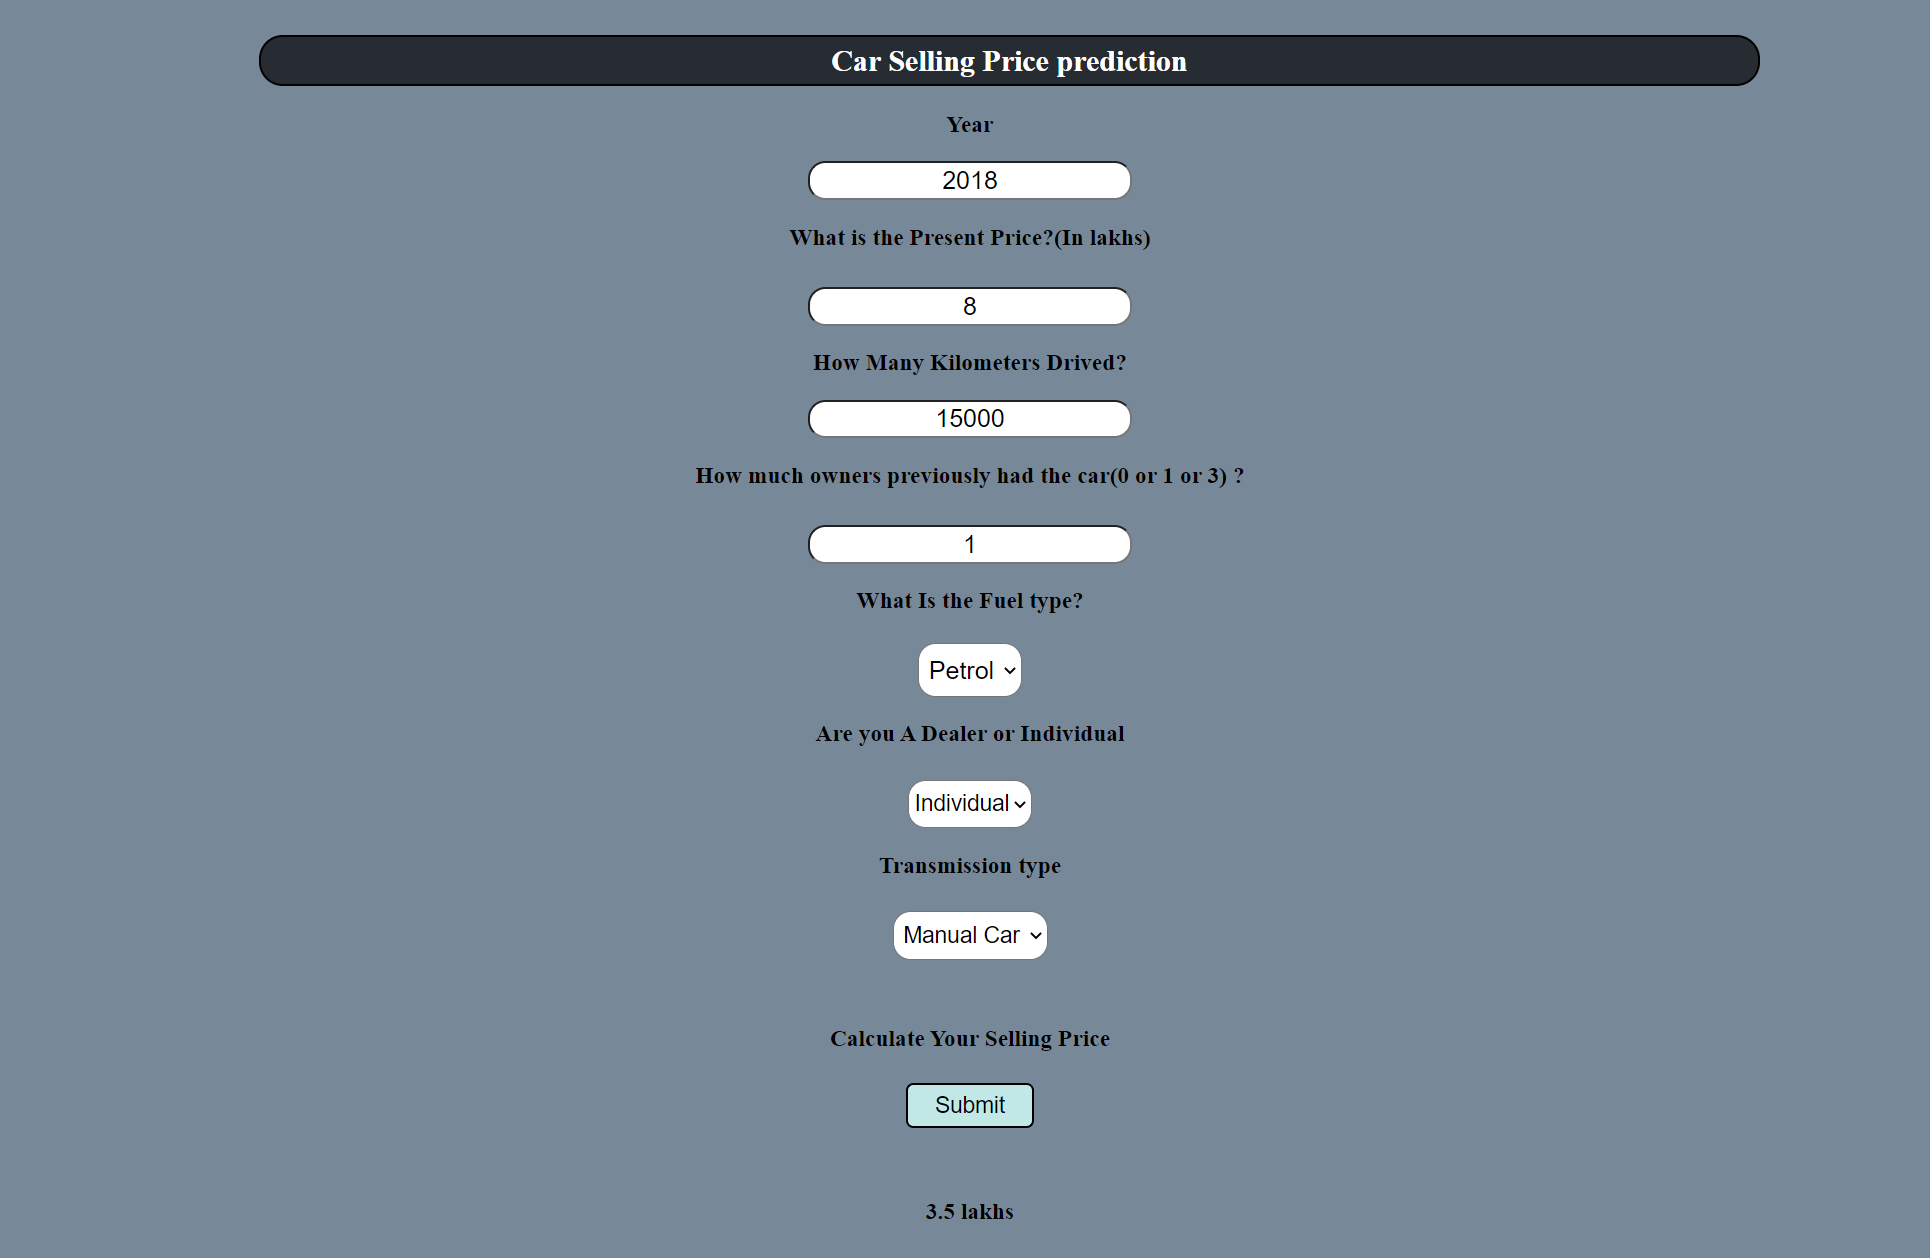 Car Selling Price prediction
Year
2018
What is the Present Price?(In lakhs)
8
How Many Kilometers Drived?
15000
How much owners previously had the car(0 or 1 or 3) ?
1
What Is the Fuel type?
Petrol
Are you A Dealer or Individual
Individual
Transmission type
Manual Car
Calculate Your Selling Price
Submit
3.5 lakhs